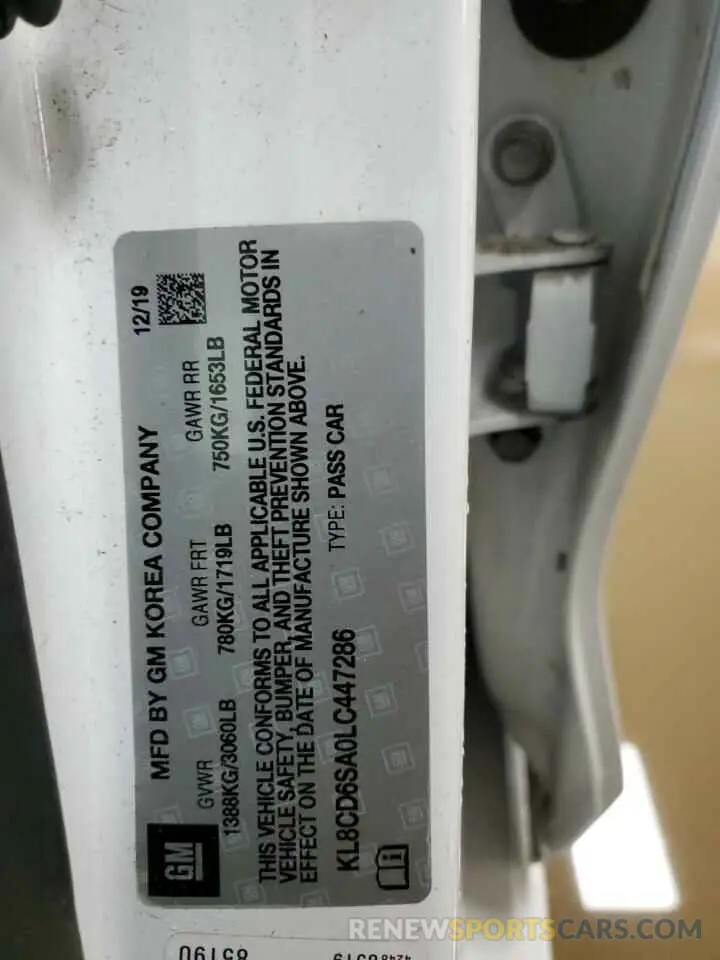 MFD BY GM KOREA COMPANY
12/19
GVWR
GAWR FRT
GAWR RR
1388KG/3060LB
780KG/1719LB
750KG/1653LB
THIS VEHICLE CONFORMS TO ALL APPLICABLE U.S. FEDERAL MOTOR
VEHICLE SAFETY, BUMPER, AND THEFT PREVENTION STANDARDS IN
EFFECT ON THE DATE OF MANUFACTURE SHOWN ABOVE.
KL8CD6SA0LC447286
TYPE: PASS CAR
GM
RENEWSPORTSCARS.COM